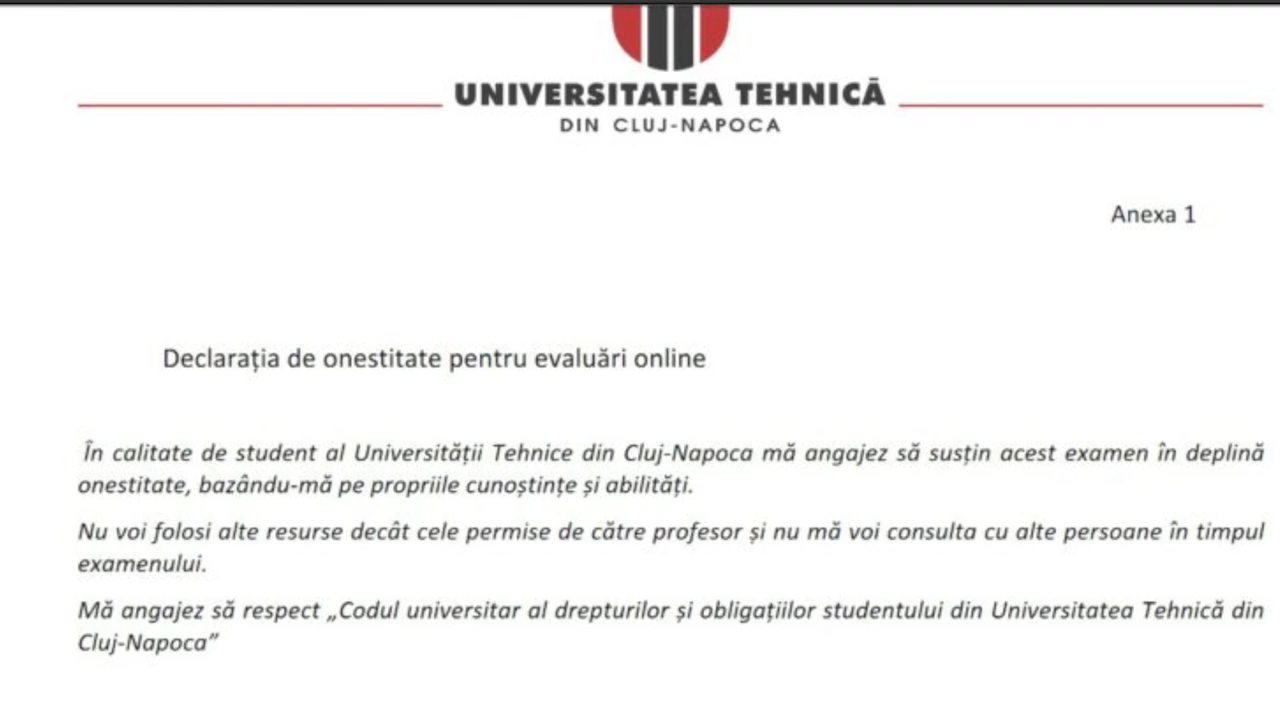 UNIVERSITATEA TEHNICĂ
DIN CLUJ-NAPOCA
Anexa 1
Declarația de onestitate pentru evaluări online
În calitate de student al Universității Tehnice din Cluj-Napoca mă angajez să susțin acest examen în deplină
onestitate, bazându-mă pe propriile cunoștințe și abilități.
Nu voi folosi alte resurse decât cele permise de către profesor și nu mă voi consulta cu alte persoane în timpul
examenului.
Mă angajez să respect „Codul universitar al drepturilor și obligațiilor studentului din Universitatea Tehnică din
Cluj-Napoca”